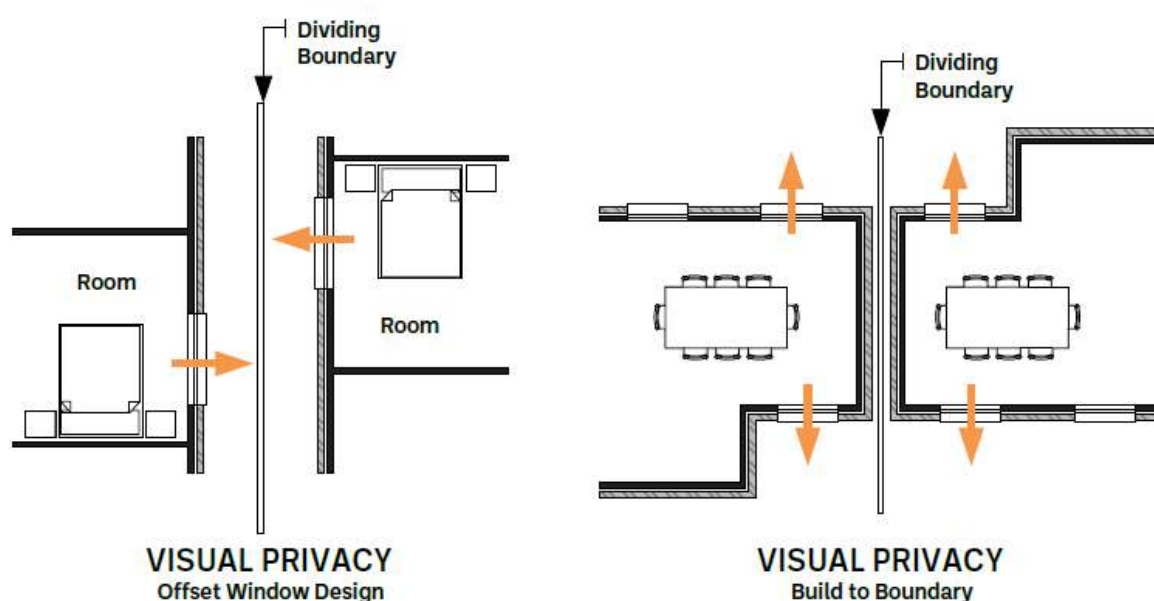 Dividing
Boundary
Room
Room
VISUAL PRIVACY
Offset Window Design
Dividing
Boundary
VISUAL PRIVACY
Build to Boundary